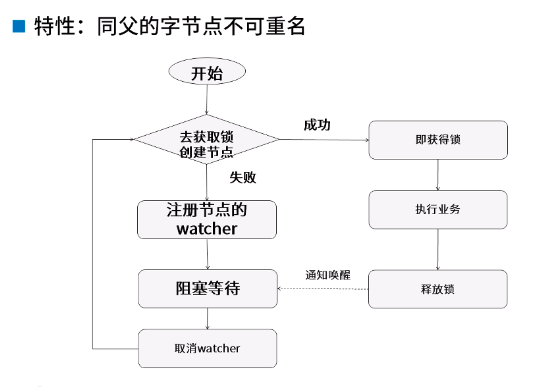 特性：同父的字节点不可重名
开始
去获取锁
创建节点
成功
即获得锁
失败
注册节点的
watcher
执行业务
阻塞等待
通知唤醒
释放锁
取消watcher